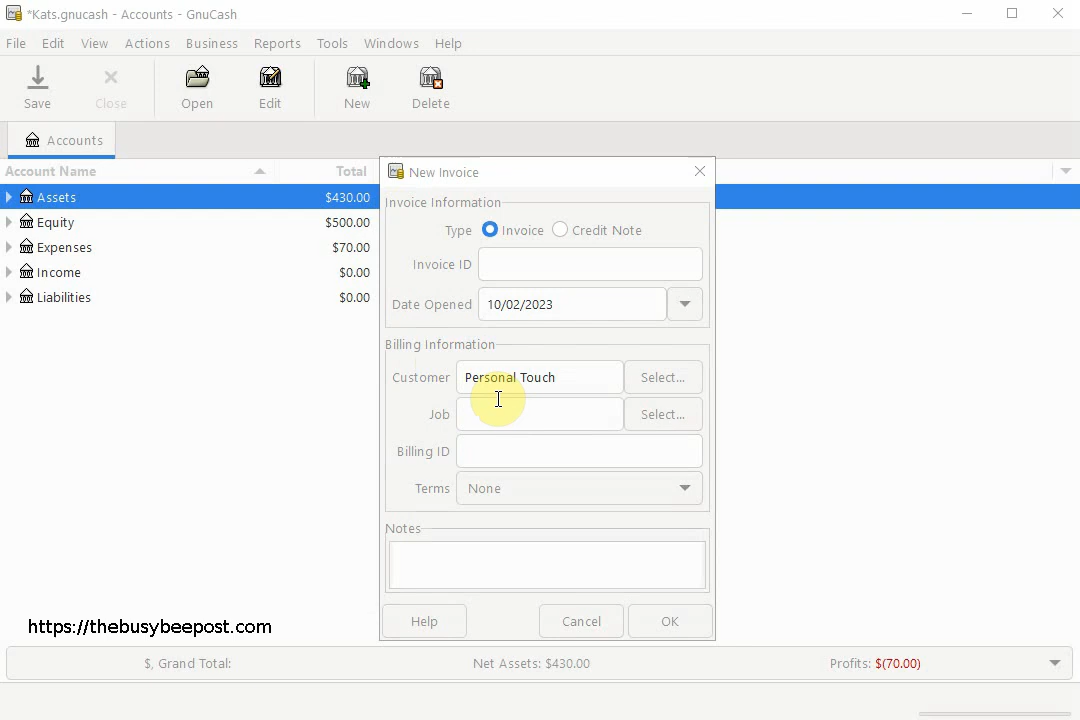 *Kats.gnucash - Accounts - GnuCash
File Edit View Actions Business Reports Tools Windows Help
Save Close Open Edit New Delete
Accounts
Account Name Total
Assets $430.00
Equity $500.00
Expenses $70.00
Income $0.00
Liabilities $0.00
New Invoice
Invoice Information
Type Invoice Credit Note
Invoice ID
Date Opened 10/02/2023
Billing Information
Customer Personal Touch Select...
Job Select...
Billing ID
Terms None
Notes
Help Cancel OK
https://thebusybeepost.com
$, Grand Total: Net Assets: $430.00 Profits: $(70.00)